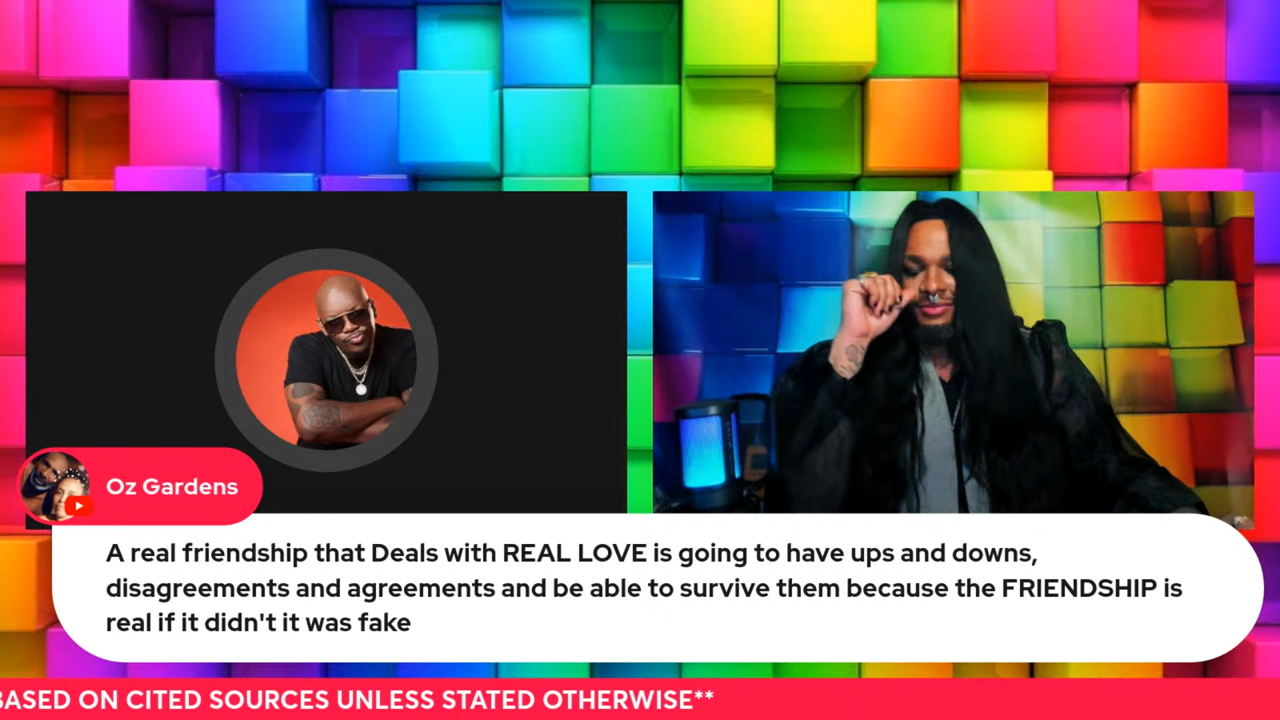 Oz Gardens
A real friendship that Deals with REAL LOVE is going to have ups and downs,
disagreements and agreements and be able to survive them because the FRIENDSHIP is
real if it didn't it was fake
BASED ON CITED SOURCES UNLESS STATED OTHERWISE**